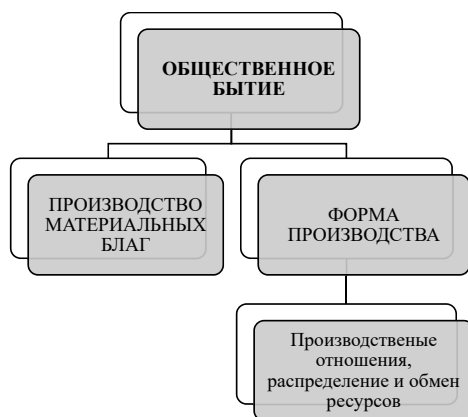 ОБЩЕСТВЕННОЕ
БЫТИЕ
ПРОИЗВОДСТВО
МАТЕРИАЛЬНЫХ
БЛАГ
ФОРМА
ПРОИЗВОДСТВА
Производственые
отношения,
распределение и обмен
ресурсов